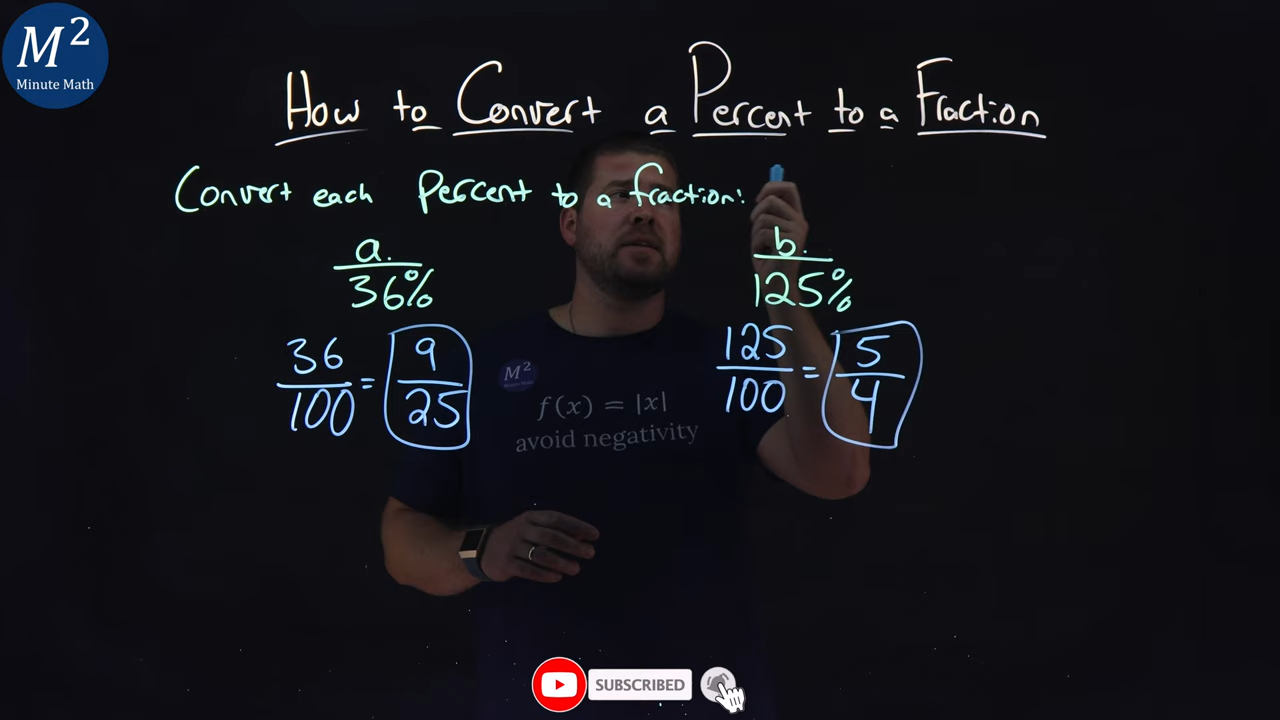 M²
Minute Math
How to Convert a Percent to a Fraction
Convert each Percent to a fraction:
a.
36%
36/100 = 9/25
b.
125%
125/100 = 5/4
M²
Minute Math
f(x) = |x|
avoid negativity
SUBSCRIBED